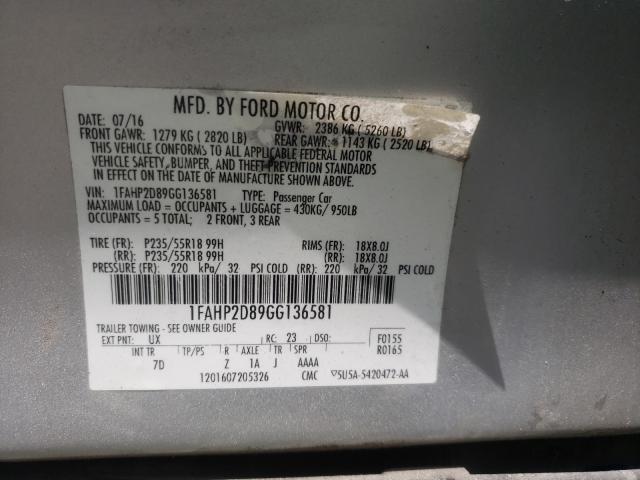 MFD. BY FORD MOTOR CO.
DATE: 07/16 GVWR: 2386 KG ( 5260 LB)
FRONT GAWR: 1279 KG ( 2820 LB) REAR GAWR: 1143 KG ( 2520 LB)
THIS VEHICLE CONFORMS TO ALL APPLICABLE FEDERAL MOTOR
VEHICLE SAFETY, BUMPER, AND THEFT PREVENTION STANDARDS
IN EFFECT ON THE DATE OF MANUFACTURE SHOWN ABOVE.
VIN: 1FAHP2D89GG136581 TYPE: Passenger Car
MAXIMUM LOAD = OCCUPANTS + LUGGAGE = 430KG/ 950LB
OCCUPANTS = 5 TOTAL; 2 FRONT, 3 REAR
TIRE (FR): P235/55R18 99H RIMS (FR): 18X8.0J
(RR): P235/55R18 99H (RR): 18X8.0J
PRESSURE (FR): 220 kPa/ 32 PSI COLD (RR): 220 kPa/ 32 PSI COLD
1FAHP2D89GG136581
TRAILER TOWING - SEE OWNER GUIDE
EXT PNT: UX RC: 23 DSO: F0155
INT TR TP/PS R AXLE TR SPR R0165
7D Z 1A J AAAA
1201607205326 CMC ▽5U5A-5420472-AA